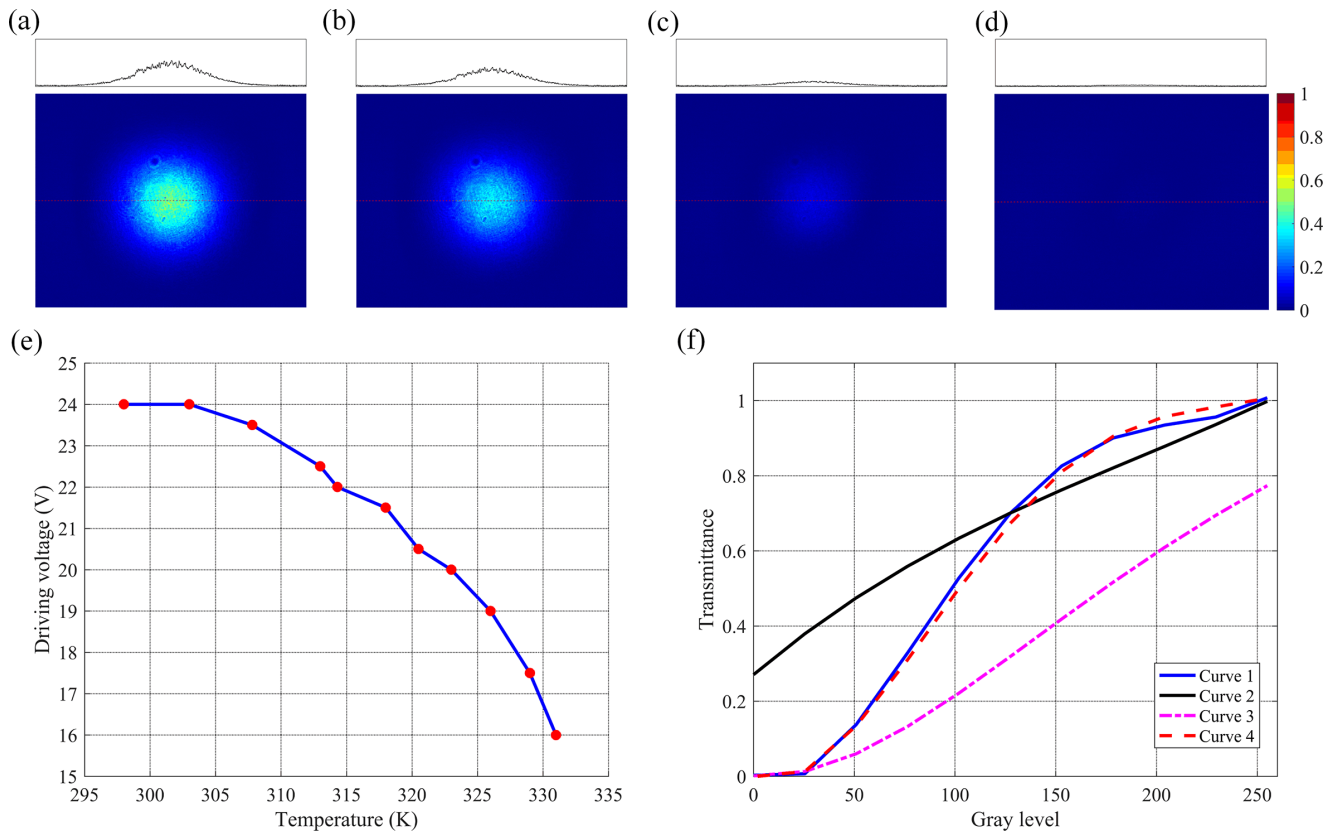 (a)
(b)
(c)
(d)
1
0.8
0.6
0.4
0.2
0
(e)
25
24
23
22
21
20
19
18
17
16
15
Driving voltage (V)
295 300 305 310 315 320 325 330 335
Temperature (K)
(f)
1
0.8
0.6
0.4
0.2
0
Transmittance
0 50 100 150 200 250
Gray level
Curve 1
Curve 2
Curve 3
Curve 4